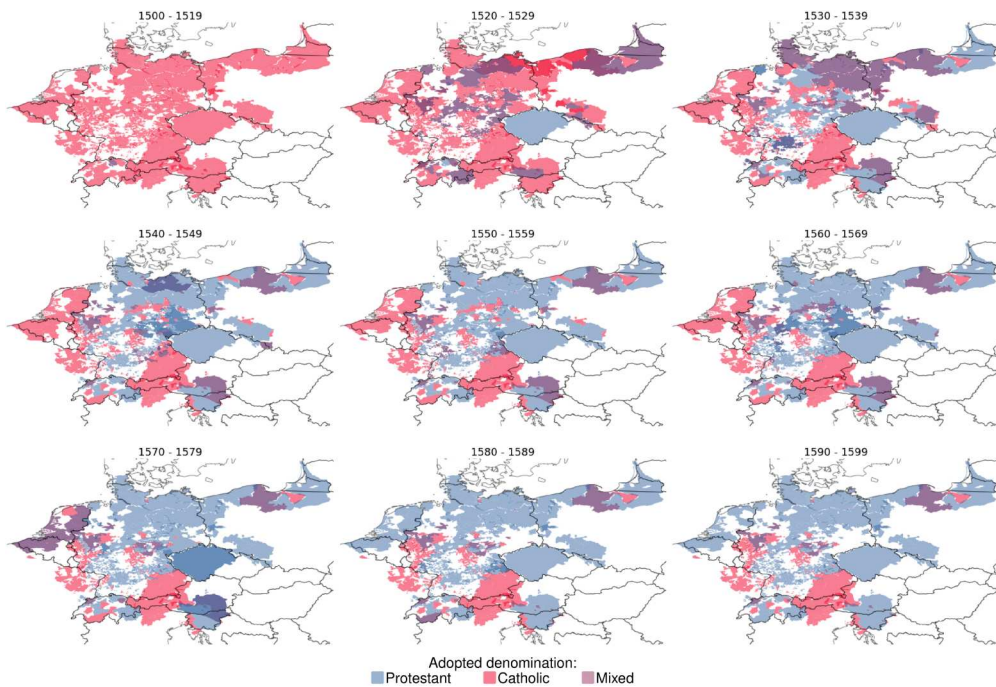 1500 - 1519
1520 - 1529
1530 - 1539
1540 - 1549
1550 - 1559
1560 - 1569
1570 - 1579
1580 - 1589
1590 - 1599
Adopted denomination:
Protestant Catholic Mixed